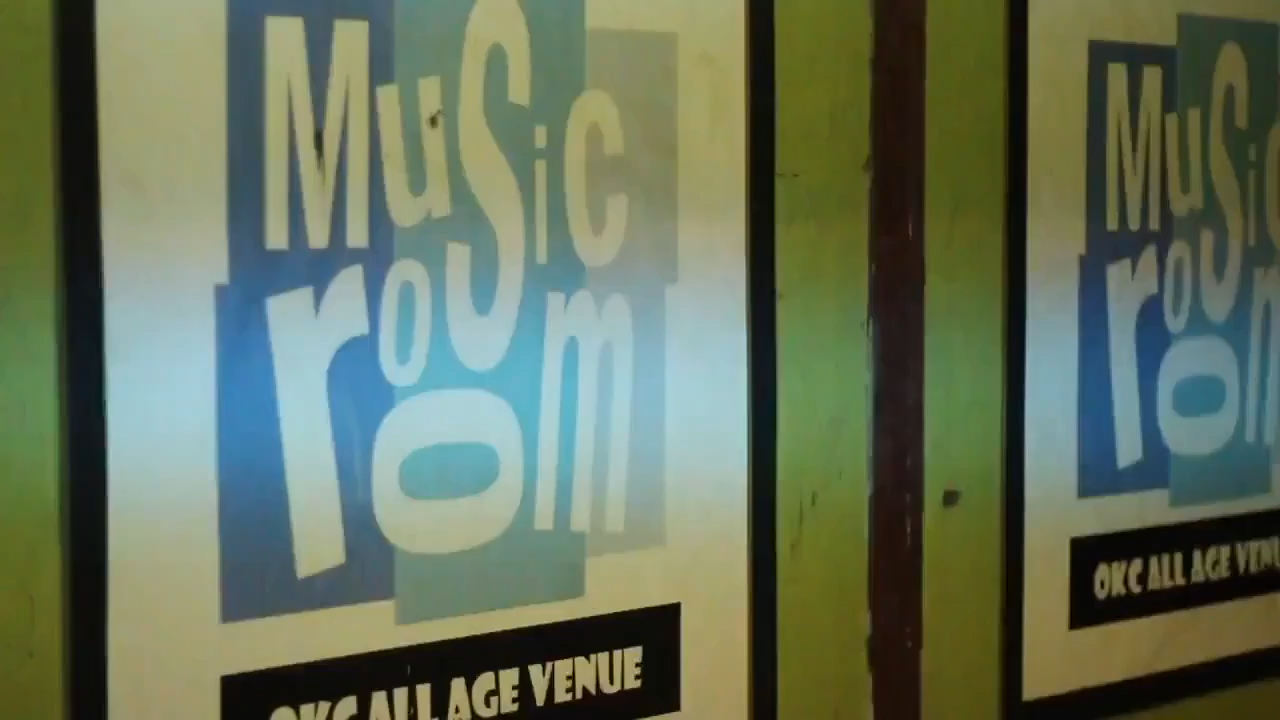 Music
room
OKC ALL AGE VENUE
Music
room
OKC ALL AGE VENU